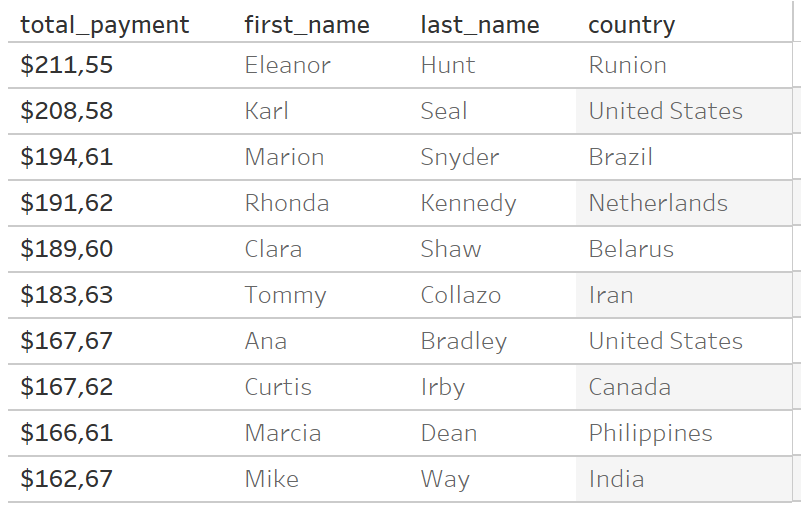 total_payment first_name last_name country
$211,55 Eleanor Hunt Runion
$208,58 Karl Seal United States
$194,61 Marion Snyder Brazil
$191,62 Rhonda Kennedy Netherlands
$189,60 Clara Shaw Belarus
$183,63 Tommy Collazo Iran
$167,67 Ana Bradley United States
$167,62 Curtis Irby Canada
$166,61 Marcia Dean Philippines
$162,67 Mike Way India